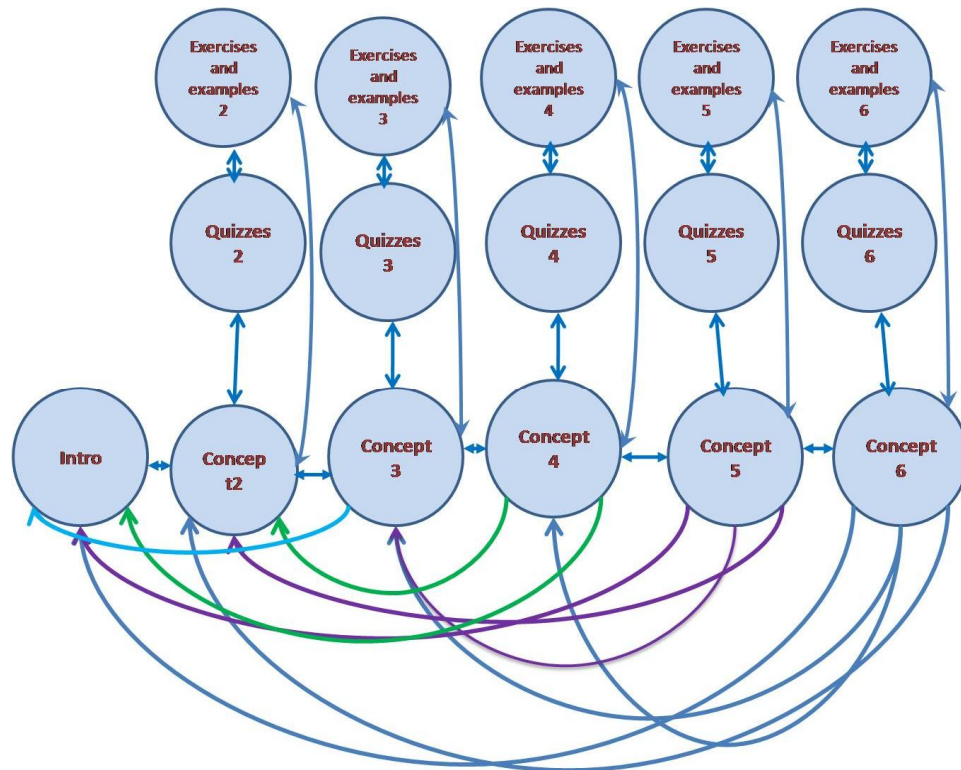 Exercises
and
examples
2
Exercises
and
examples
3
Exercises
and
examples
4
Exercises
and
examples
5
Exercises
and
examples
6
Quizzes
2
Quizzes
3
Quizzes
4
Quizzes
5
Quizzes
6
Intro
Concep
t2
Concept
3
Concept
4
Concept
5
Concept
6